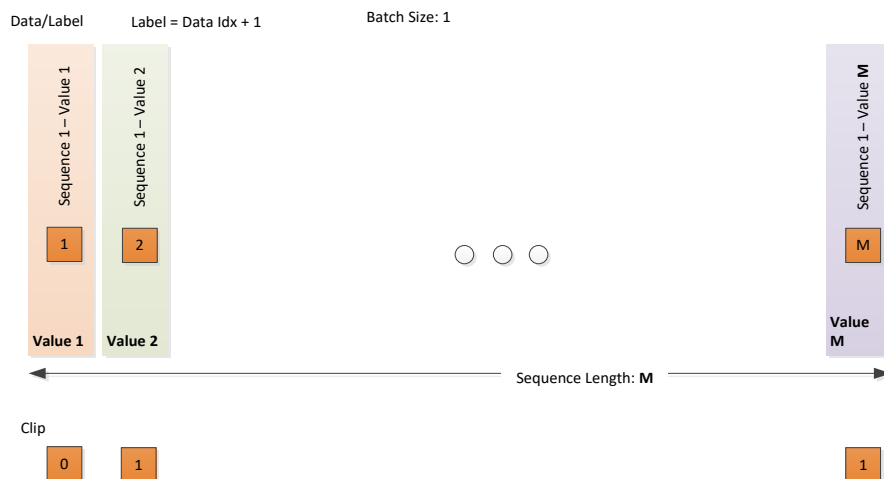 Data/Label
Label = Data Idx + 1
Batch Size: 1
Sequence 1 – Value 1
Sequence 1 – Value 2
Sequence 1 – Value M
1
2
M
Value 1
Value 2
Value
M
Sequence Length: M
Clip
0
1
1